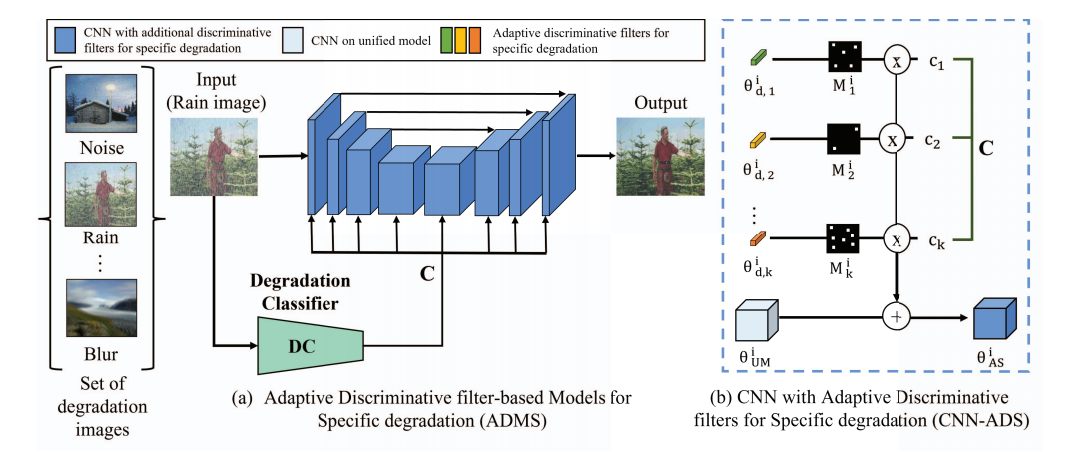 CNN with additional discriminative
filters for specific degradation
CNN on unified model
Adaptive discriminative filters for
specific degradation
Noise
Rain
⋮
Blur
Set of
degradation
images
Input
(Rain image)
Output
C
Degradation
Classifier
DC
(a) Adaptive Discriminative filter-based Models for
Specific degradation (ADMS)
θ^i_{d,1}
M^i_1
x
c_1
θ^i_{d,2}
M^i_2
x
c_2
C
⋮
θ^i_{d,k}
M^i_k
x
c_k
θ^i_{UM}
+
θ^i_{AS}
(b) CNN with Adaptive Discriminative
filters for Specific degradation (CNN-ADS)